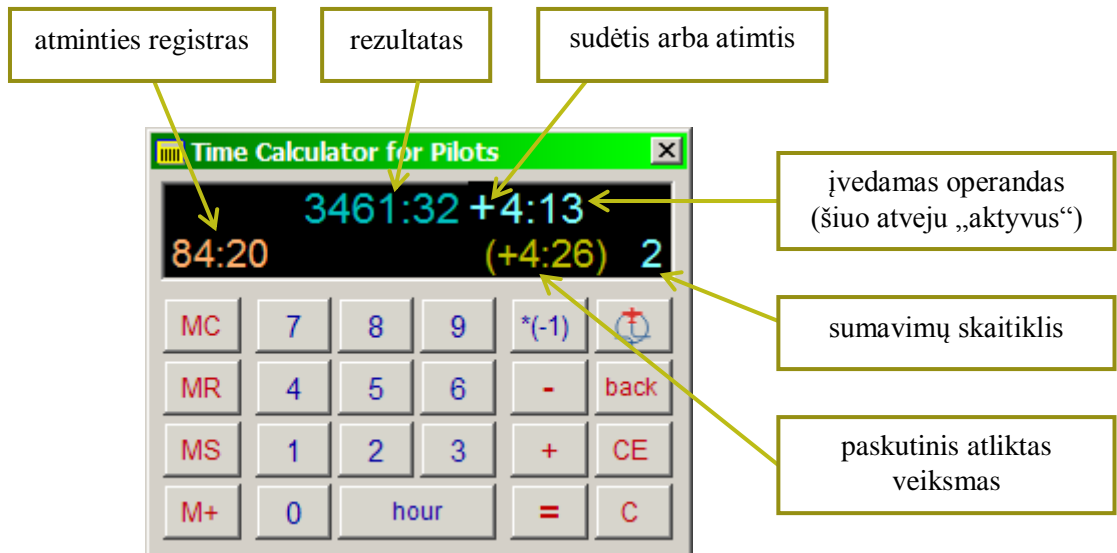 atminties registras
rezultatas
sudėtis arba atimtis
Time Calculator for Pilots
3461:32 +4:13
84:20 (+4:26) 2
įvedamas operandas
(šiuo atveju „aktyvus“)
sumavimų skaitiklis
paskutinis atliktas
veiksmas
MC 7 8 9 *(-1)
MR 4 5 6 - back
MS 1 2 3 + CE
M+ 0 hour = C